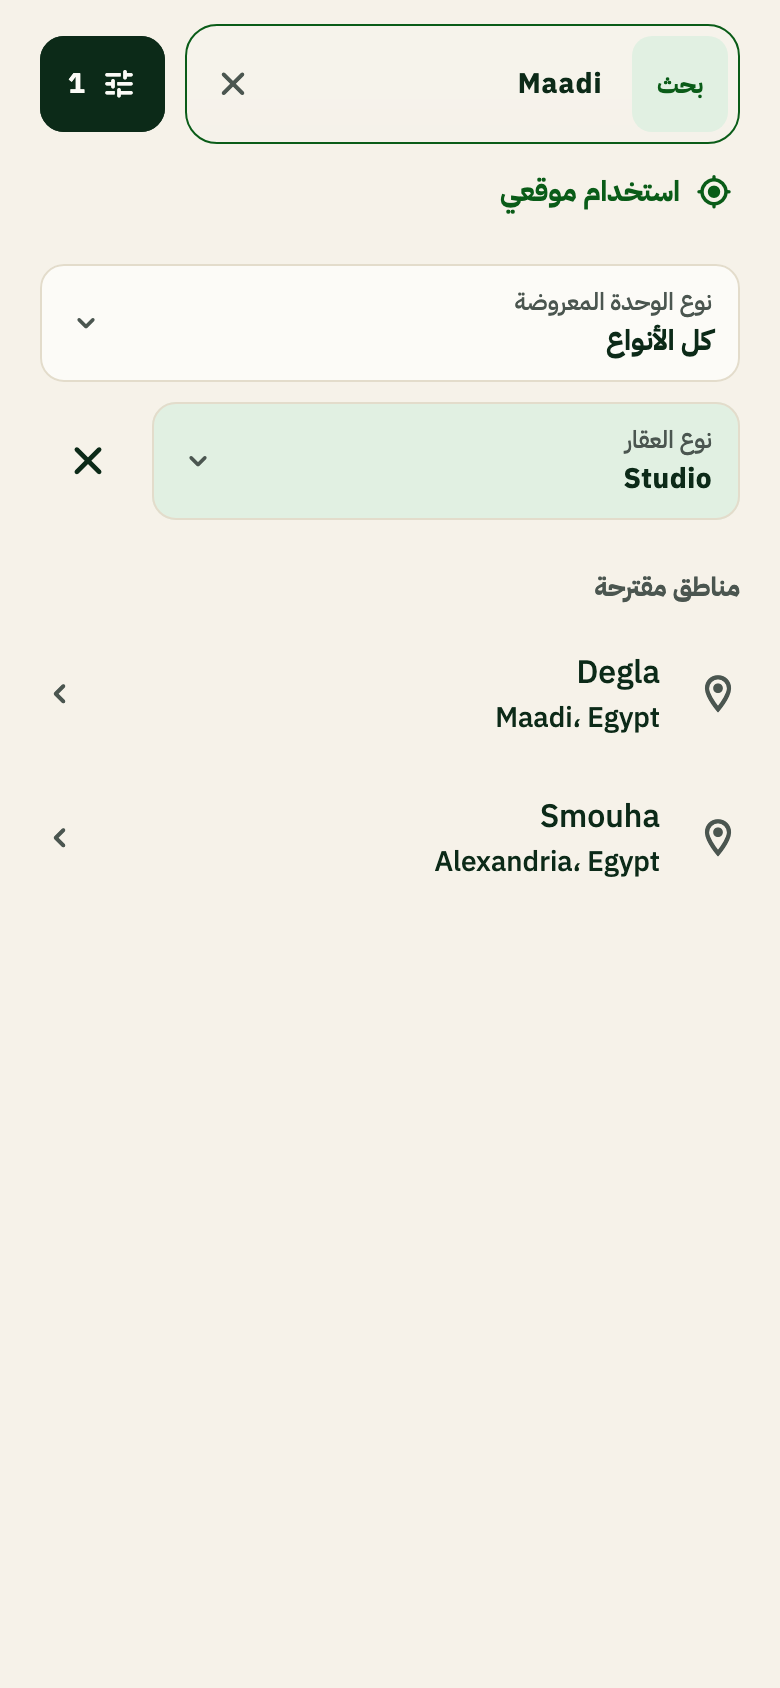 بحث
Maadi
1
استخدام موقعي
نوع الوحدة المعروضة
كل الأنواع
نوع العقار
Studio
مناطق مقترحة
Degla
Maadi، Egypt
Smouha
Alexandria، Egypt